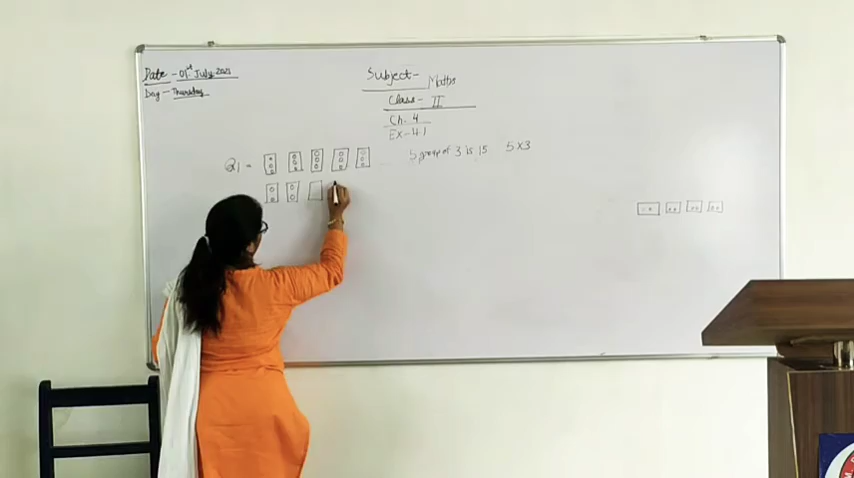 Date - 01st July 2021
Day - Thursday
Subject - Maths
Class - II
Ch. 4
Ex - 4.1
Q1 =
5 group of 3 is 15 5 x 3